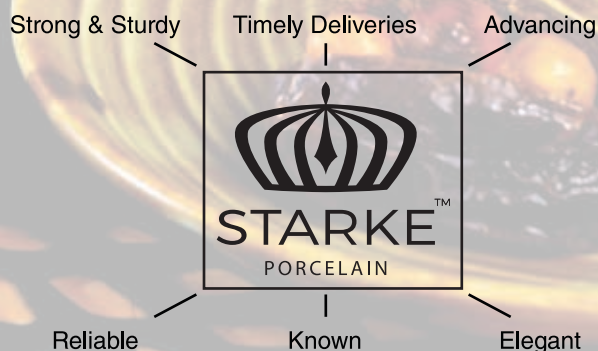 Strong & Sturdy Timely Deliveries Advancing
STARKE™
PORCELAIN
Reliable Known Elegant